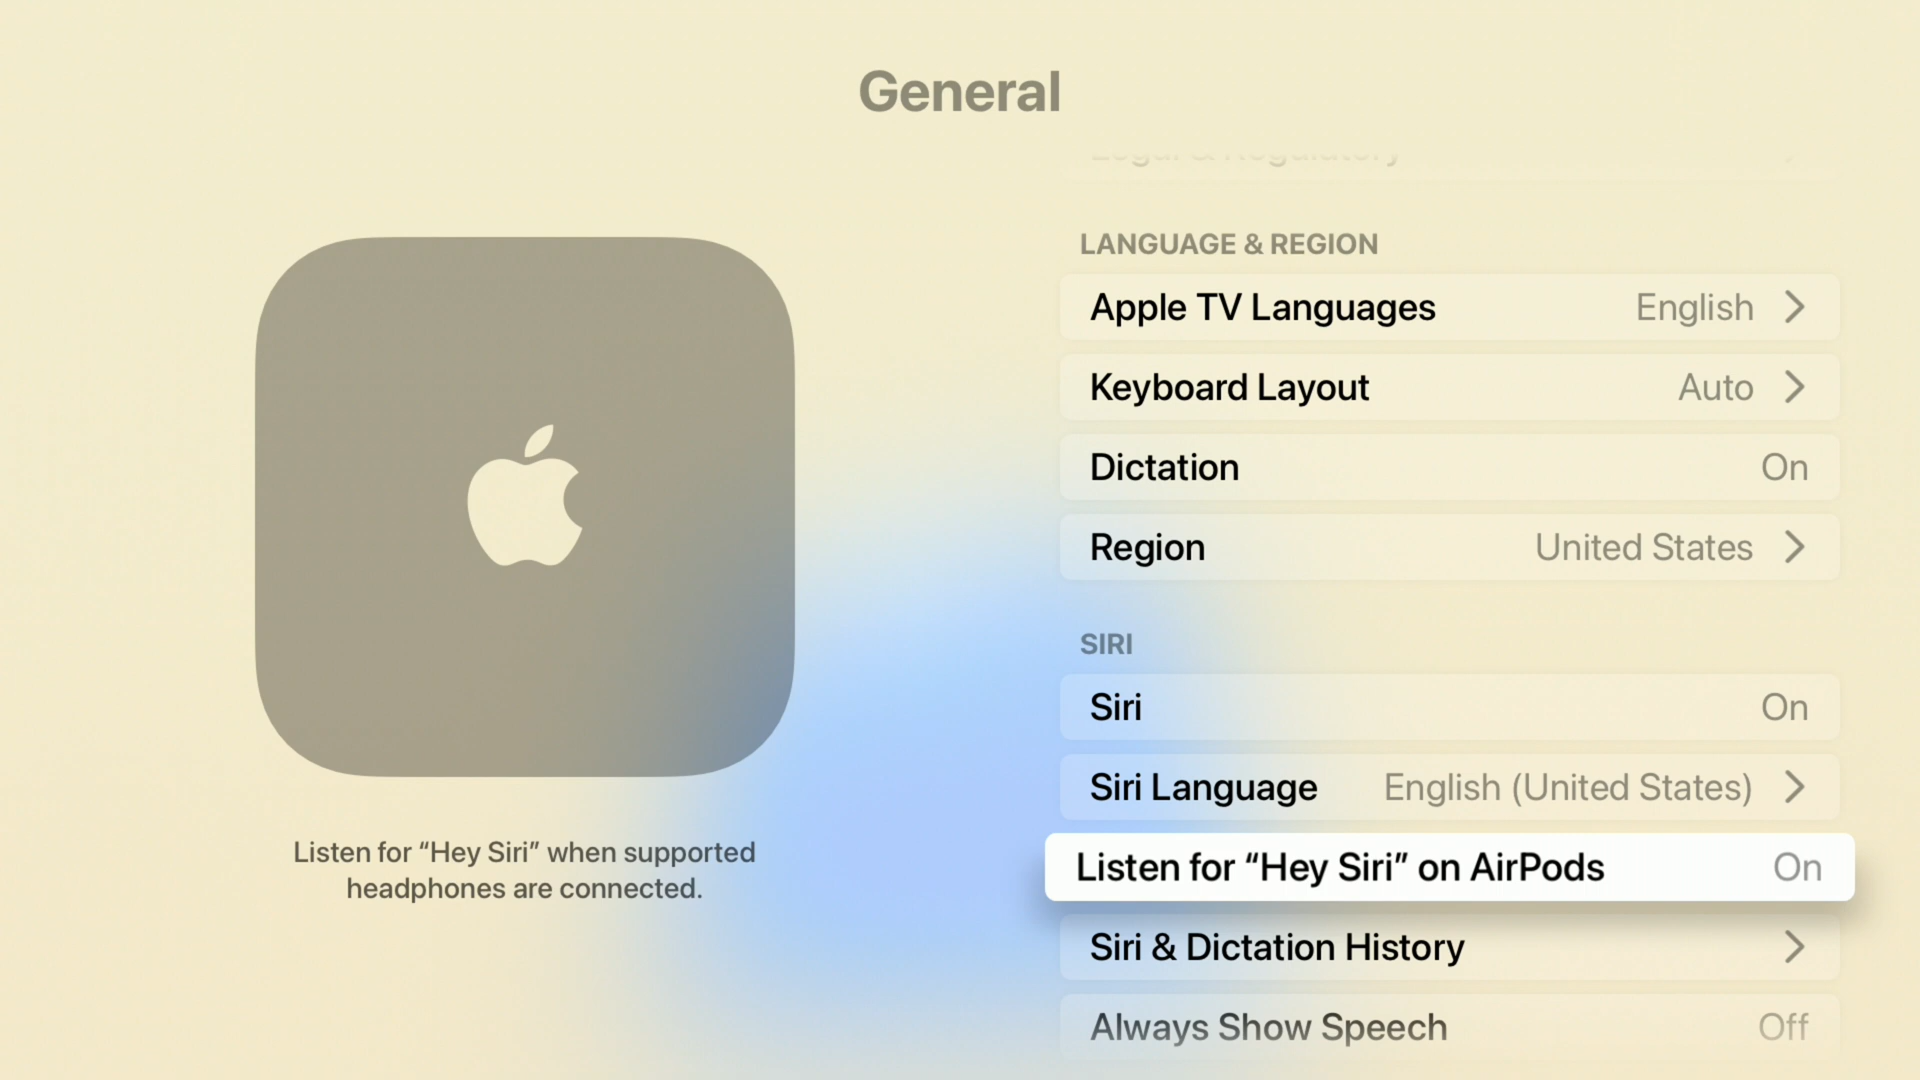 General
Legal & Regulatory
LANGUAGE & REGION
Apple TV Languages English
Keyboard Layout Auto
Dictation On
Region United States
SIRI
Siri On
Siri Language English (United States)
Listen for “Hey Siri” on AirPods On
Siri & Dictation History
Always Show Speech Off
Listen for “Hey Siri” when supported
headphones are connected.